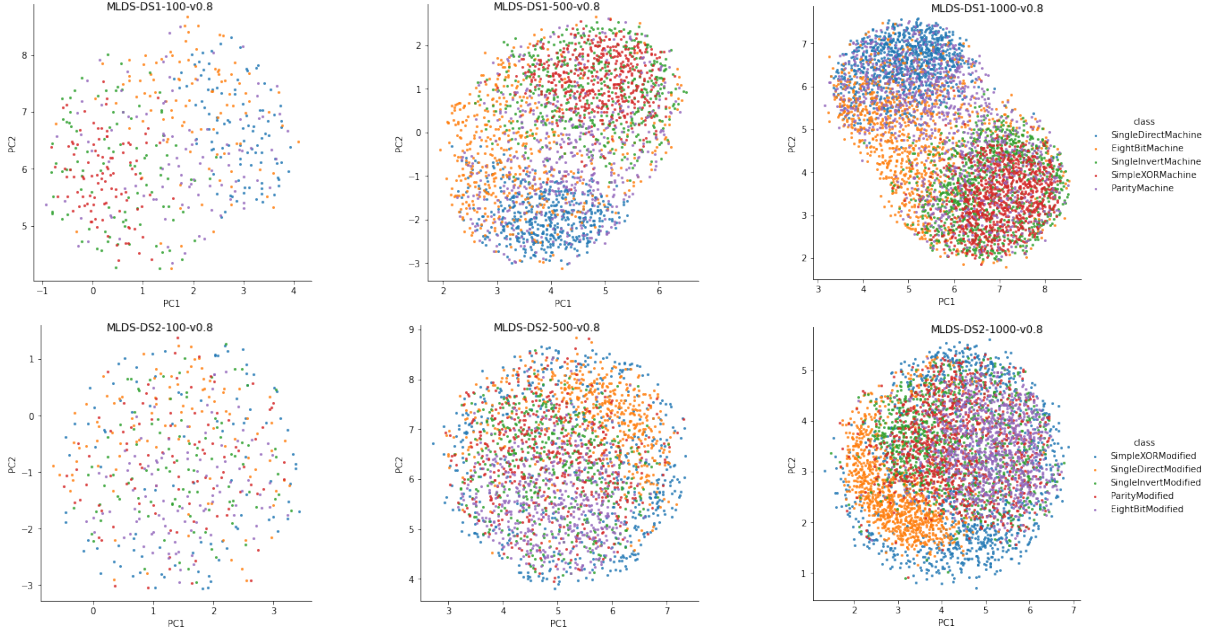 MLDS-DS1-100-v0.8
8
7
6
5
PC2
−1
0
1
2
3
4
PC1
MLDS-DS1-500-v0.8
2
1
0
−1
−2
−3
PC2
2
3
4
5
6
PC1
MLDS-DS1-1000-v0.8
7
6
5
4
3
2
PC2
3
4
5
6
7
8
PC1
class
SingleDirectMachine
EightBitMachine
SingleInvertMachine
SimpleXORMachine
ParityMachine
MLDS-DS2-100-v0.8
1
0
−1
−2
−3
PC2
0
1
2
3
PC1
MLDS-DS2-500-v0.8
9
8
7
6
5
4
PC2
3
4
5
6
7
PC1
MLDS-DS2-1000-v0.8
5
4
3
2
1
PC2
2
3
4
5
6
7
PC1
class
SimpleXORModified
SingleDirectModified
SingleInvertModified
ParityModified
EightBitModified